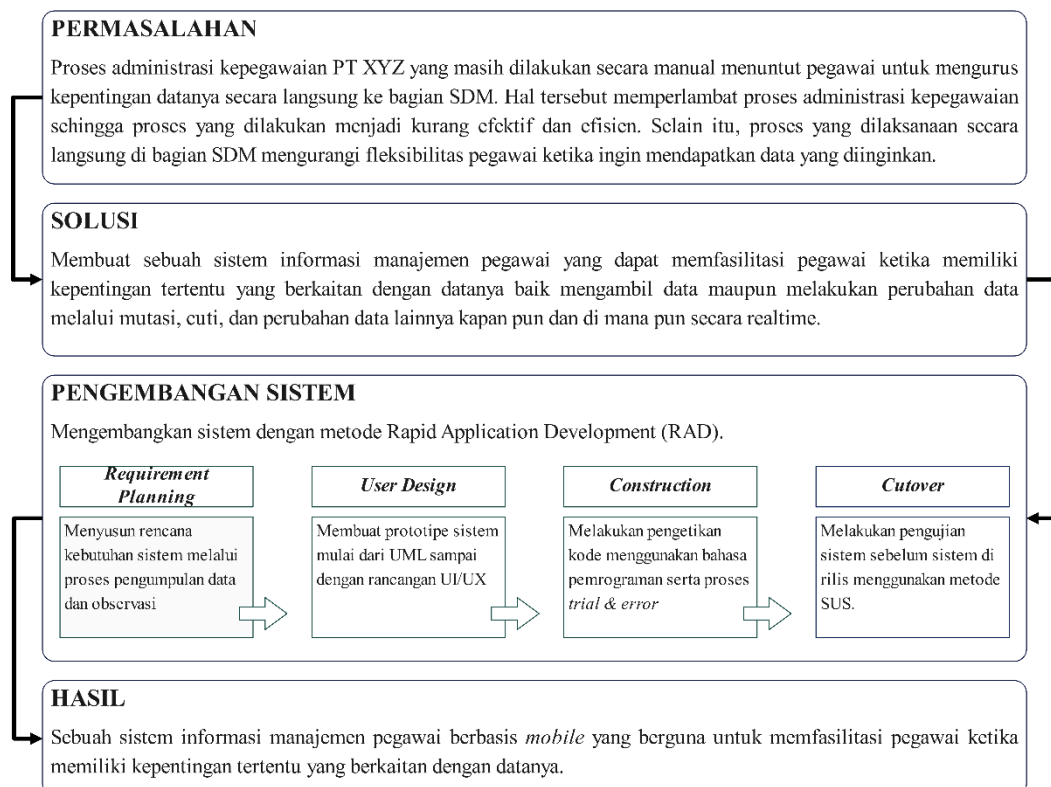 PERMASALAHAN
Proses administrasi kepegawaian PT XYZ yang masih dilakukan secara manual menuntut pegawai untuk mengurus
kepentingan datanya secara langsung ke bagian SDM. Hal tersebut memperlambat proses administrasi kepegawaian
sehingga proses yang dilakukan menjadi kurang efektif dan efisien. Selain itu, proses yang dilaksanaan secara
langsung di bagian SDM mengurangi fleksibilitas pegawai ketika ingin mendapatkan data yang diinginkan.
SOLUSI
Membuat sebuah sistem informasi manajemen pegawai yang dapat memfasilitasi pegawai ketika memiliki
kepentingan tertentu yang berkaitan dengan datanya baik mengambil data maupun melakukan perubahan data
melalui mutasi, cuti, dan perubahan data lainnya kapan pun dan di mana pun secara realtime.
PENGEMBANGAN SISTEM
Mengembangkan sistem dengan metode Rapid Application Development (RAD).
Requirement
Planning
Menyusun rencana
kebutuhan sistem melalui
proses pengumpulan data
dan observasi
User Design
Membuat prototipe sistem
mulai dari UML sampai
dengan rancangan UI/UX
Construction
Melakukan pengetikan
kode menggunakan bahasa
pemrograman serta proses
trial & error
Cutover
Melakukan pengujian
sistem sebelum sistem di
rilis menggunakan metode
SUS.
HASIL
Sebuah sistem informasi manajemen pegawai berbasis mobile yang berguna untuk memfasilitasi pegawai ketika
memiliki kepentingan tertentu yang berkaitan dengan datanya.